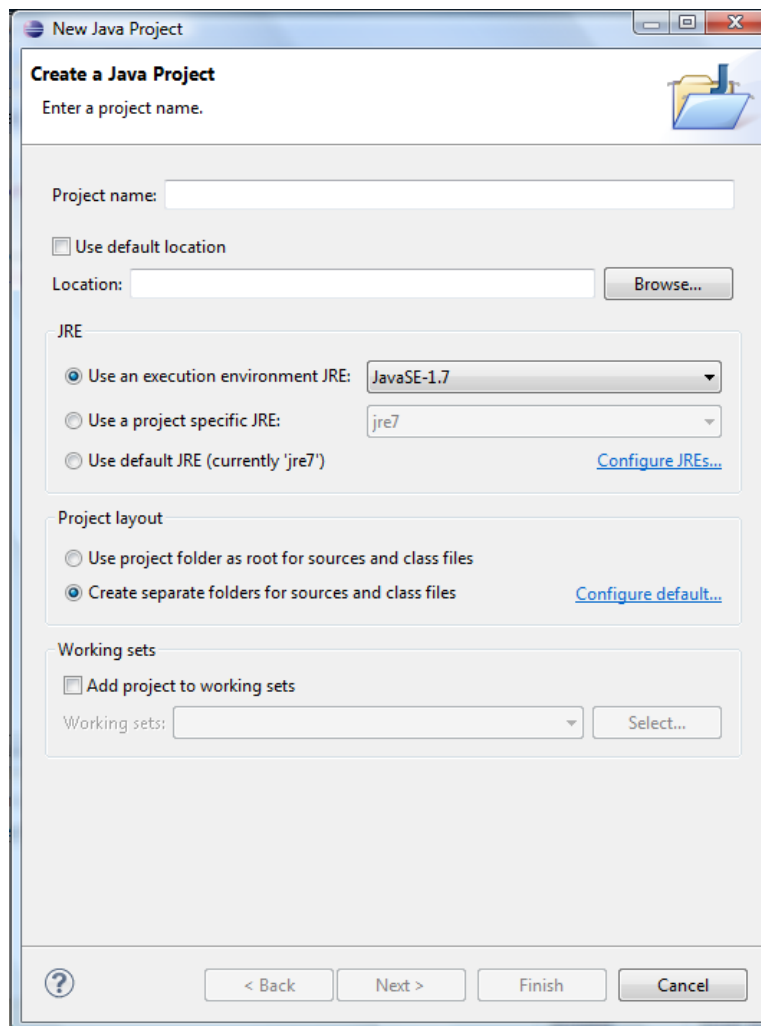 New Java Project
Create a Java Project
Enter a project name.
Project name:
Use default location
Location: Browse...
JRE
Use an execution environment JRE: JavaSE-1.7
Use a project specific JRE: jre7
Use default JRE (currently 'jre7') Configure JREs...
Project layout
Use project folder as root for sources and class files
Create separate folders for sources and class files Configure default...
Working sets
Add project to working sets
Working sets: Select...
? < Back Next > Finish Cancel